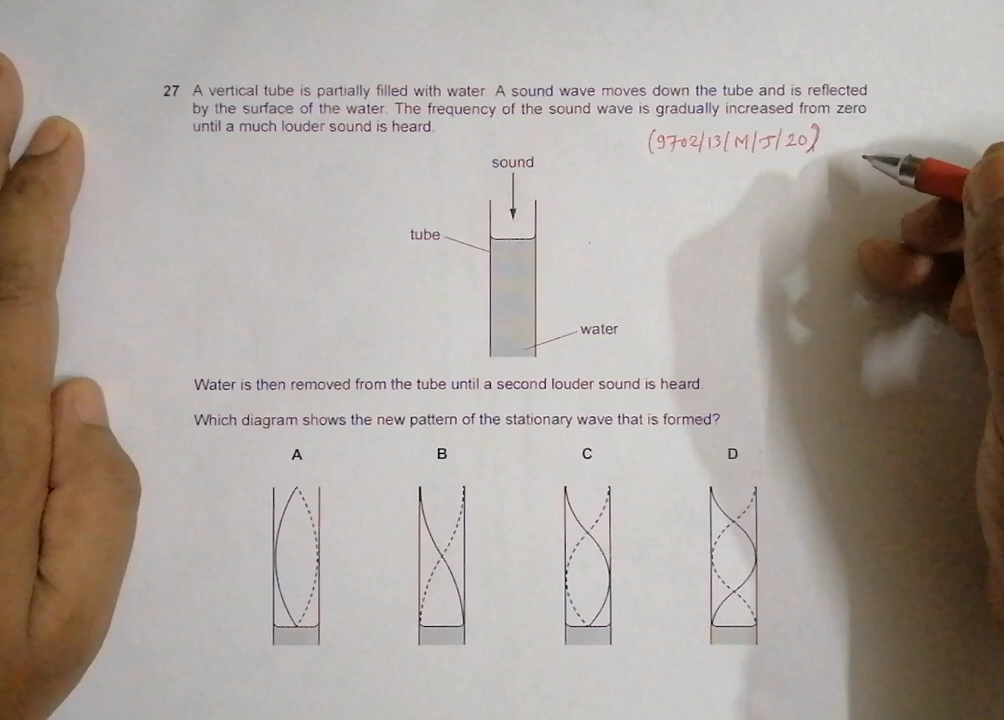 27 A vertical tube is partially filled with water A sound wave moves down the tube and is reflected
by the surface of the water. The frequency of the sound wave is gradually increased from zero
until a much louder sound is heard.
(9702/13/M/J/20)
sound
tube
water
Water is then removed from the tube until a second louder sound is heard.
Which diagram shows the new pattern of the stationary wave that is formed?
A B C D